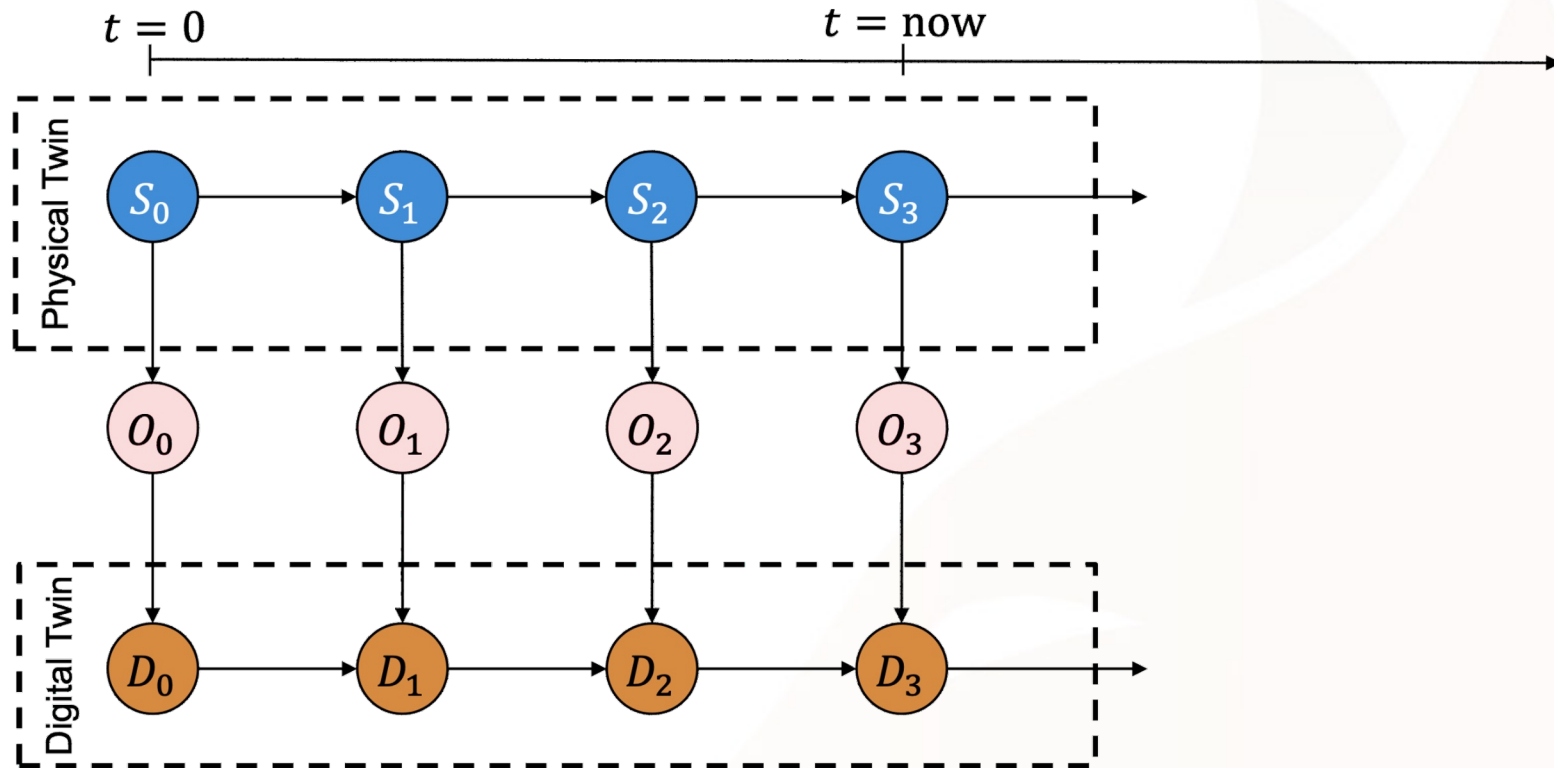 t = 0
t = now
Physical Twin
S₀
S₁
S₂
S₃
O₀
O₁
O₂
O₃
Digital Twin
D₀
D₁
D₂
D₃